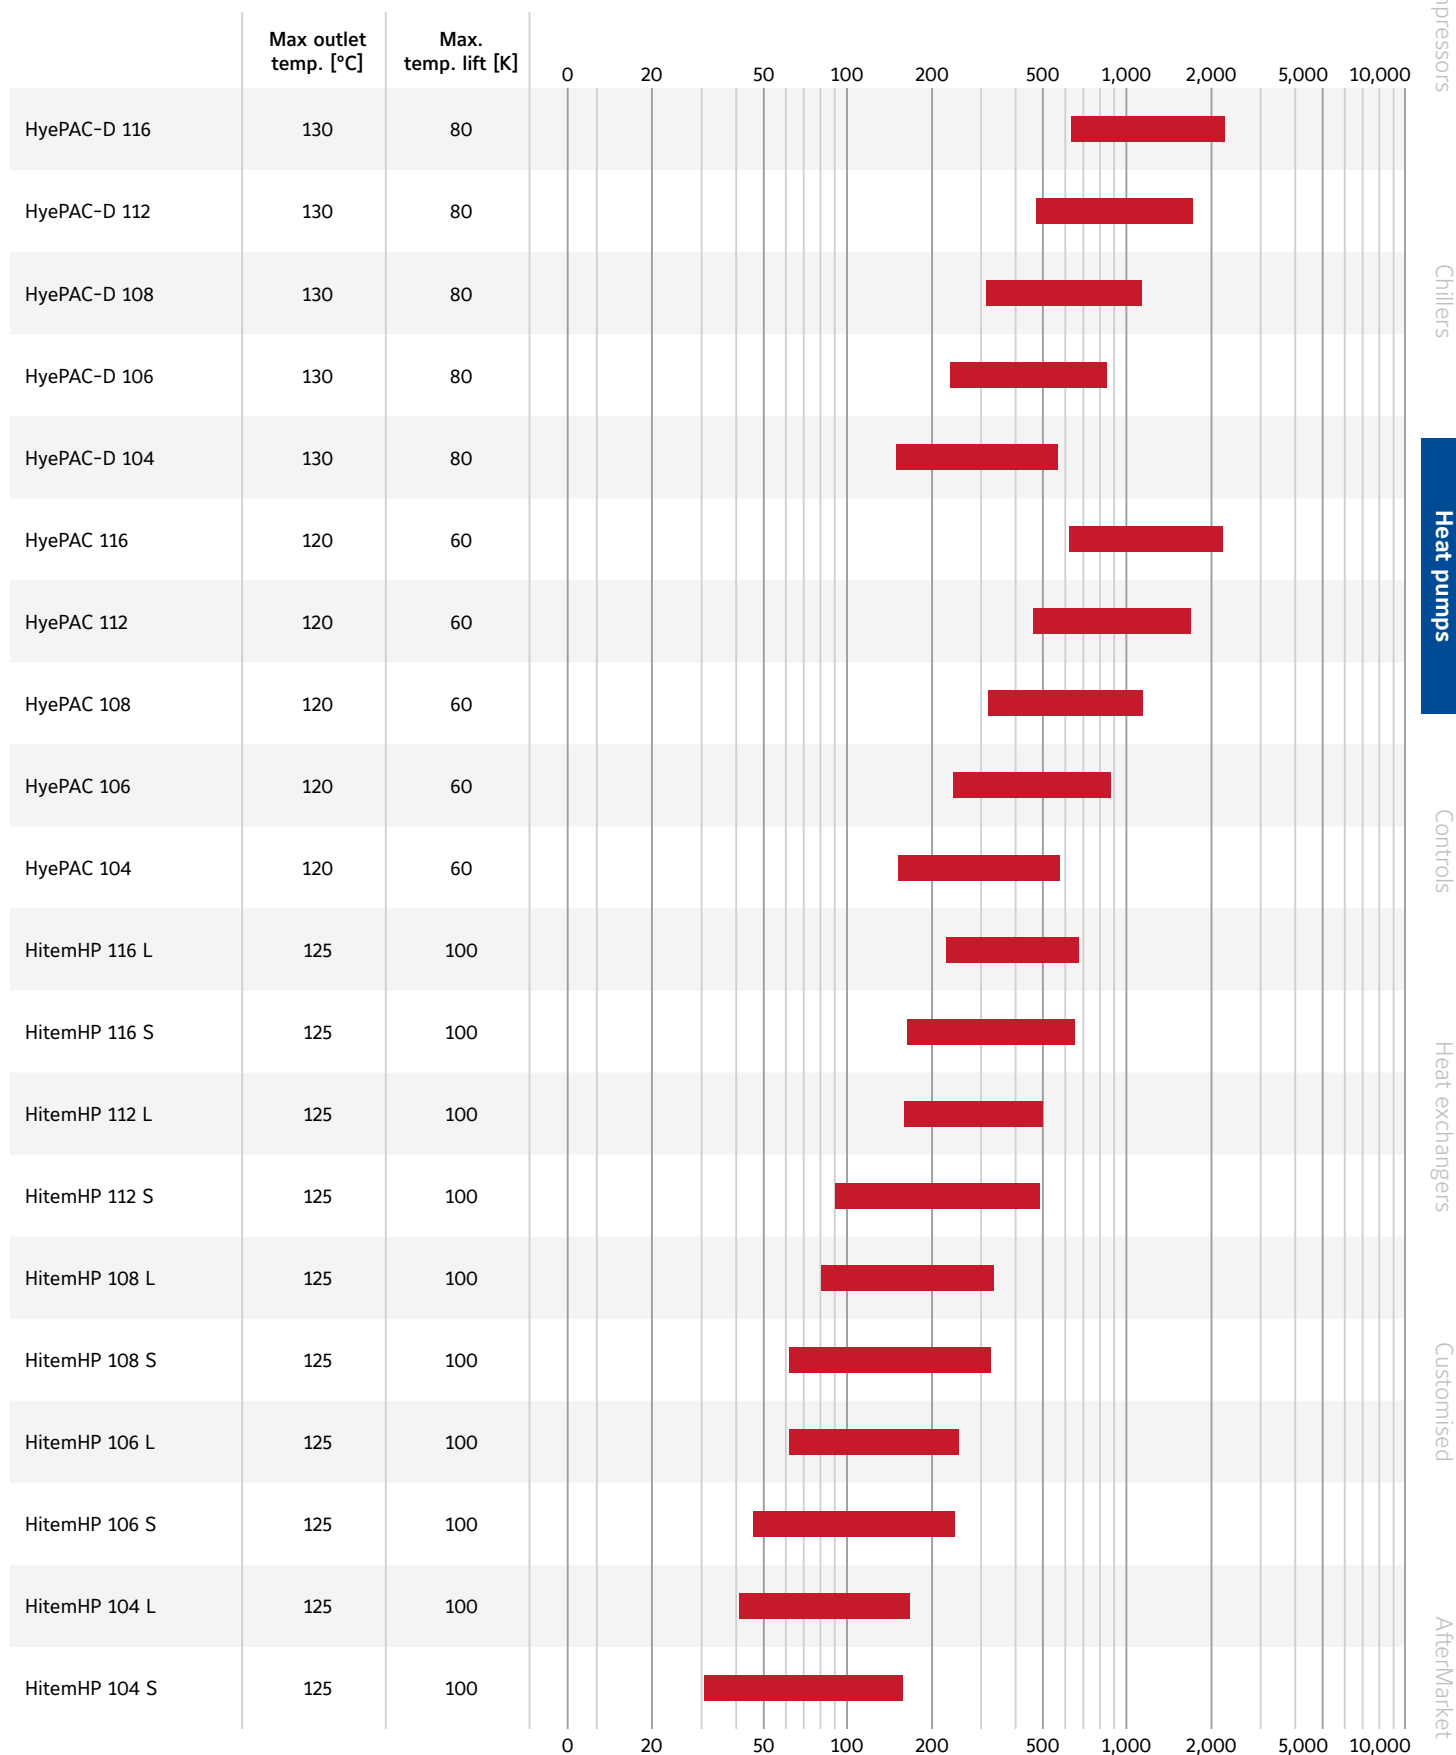 Max outlet temp. [°C]
Max. temp. lift [K]
0 20 50 100 200 500 1,000 2,000 5,000 10,000
HyePAC-D 116 130 80
HyePAC-D 112 130 80
HyePAC-D 108 130 80
HyePAC-D 106 130 80
HyePAC-D 104 130 80
HyePAC 116 120 60
HyePAC 112 120 60
HyePAC 108 120 60
HyePAC 106 120 60
HyePAC 104 120 60
HitemHP 116 L 125 100
HitemHP 116 S 125 100
HitemHP 112 L 125 100
HitemHP 112 S 125 100
HitemHP 108 L 125 100
HitemHP 108 S 125 100
HitemHP 106 L 125 100
HitemHP 106 S 125 100
HitemHP 104 L 125 100
HitemHP 104 S 125 100
0 20 50 100 200 500 1,000 2,000 5,000 10,000
mpressors
Chillers
Heat pumps
Controls
Heat exchangers
Customised
AfterMarket